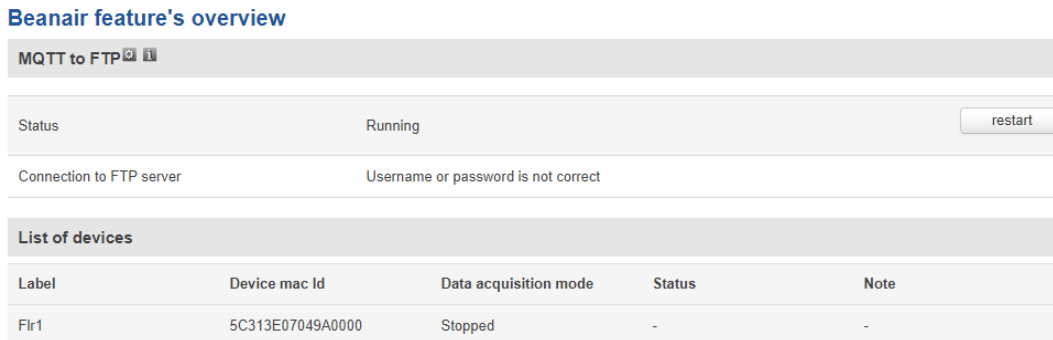 Beanair feature's overview
MQTT to FTP
Status Running restart
Connection to FTP server Username or password is not correct
List of devices
Label Device mac Id Data acquisition mode Status Note
Flr1 5C313E07049A0000 Stopped - -